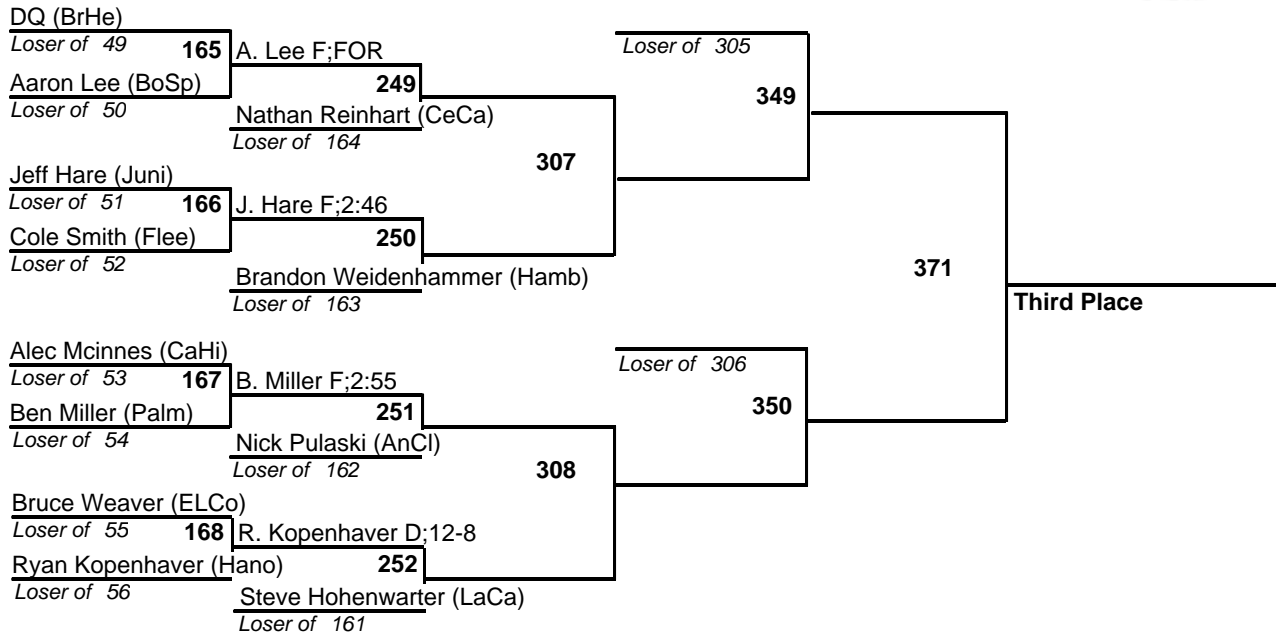 DQ (BrHe)
Loser of 49
165
A. Lee F;FOR
Loser of 305
Aaron Lee (BoSp)
249
349
Loser of 50
Nathan Reinhart (CeCa)
Loser of 164
307
Jeff Hare (Juni)
Loser of 51
166
J. Hare F;2:46
Cole Smith (Flee)
250
Loser of 52
371
Brandon Weidenhammer (Hamb)
Loser of 163
Third Place
Alec Mcinnes (CaHi)
Loser of 53
167
B. Miller F;2:55
Loser of 306
Ben Miller (Palm)
251
350
Loser of 54
Nick Pulaski (AnCl)
Loser of 162
308
Bruce Weaver (ELCo)
Loser of 55
168
R. Kopenhaver D;12-8
Ryan Kopenhaver (Hano)
252
Loser of 56
Steve Hohenwarter (LaCa)
Loser of 161